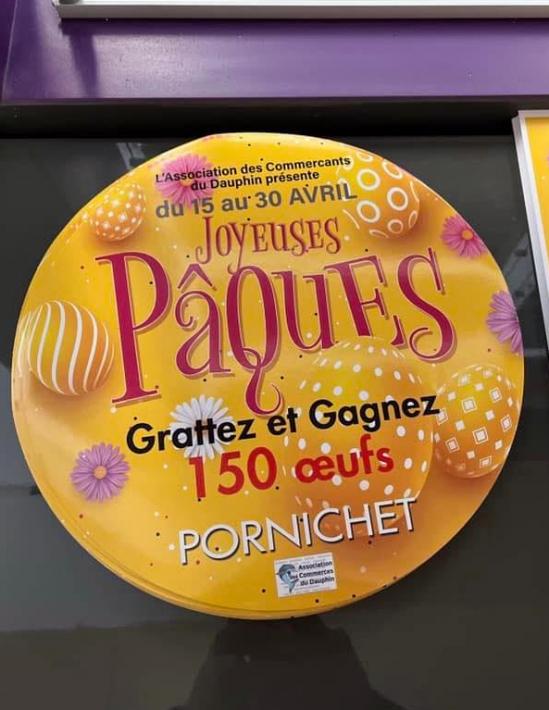 L'Association des Commercants
du Dauphin présente
du 15 au 30 AVRIL
JOYEUSES
PâQUES
Grattez et Gagnez
150 œufs
PORNICHET
Association
des Commerces
du Dauphin